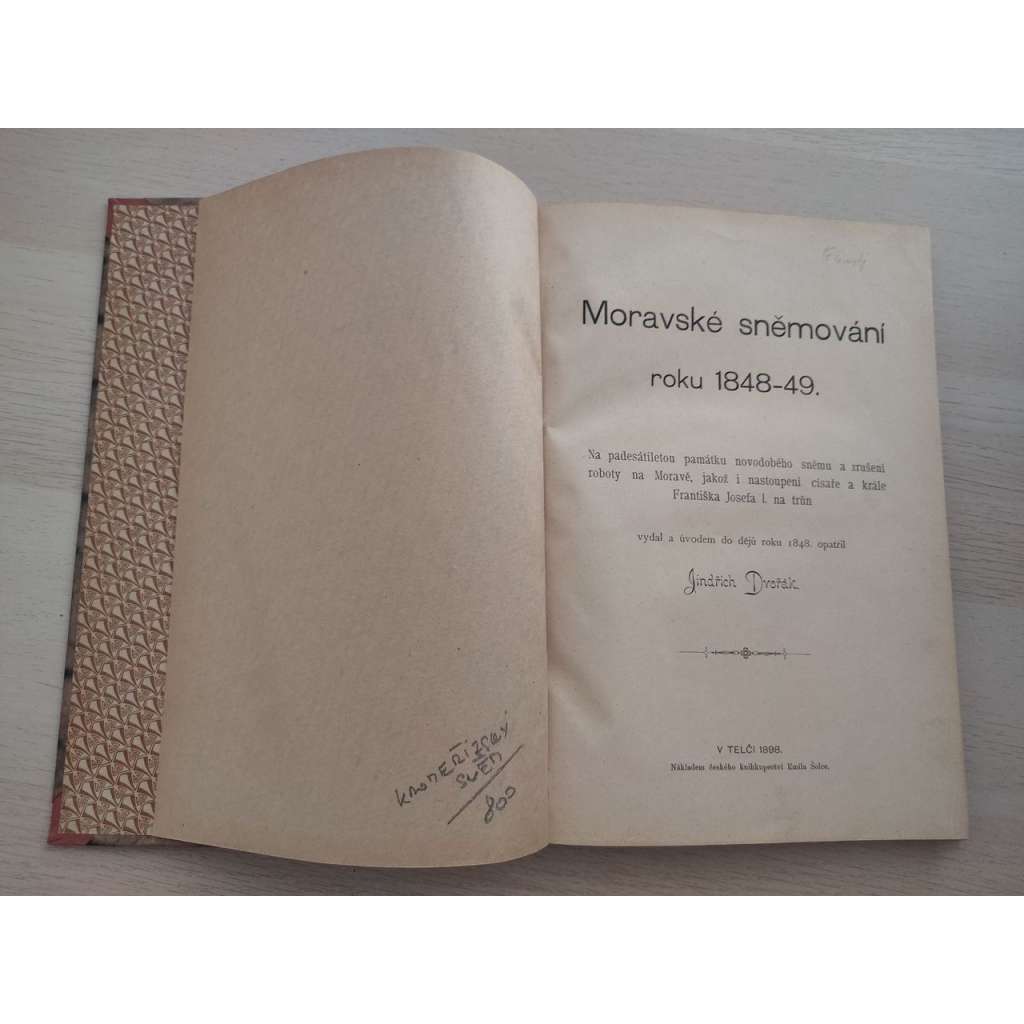 KROMĚŘÍŽSKÝ
SNĚM
800
Moravské sněmování
roku 1848-49.
Na padesátiletou památku novodobého sněmu a zrušení
roboty na Moravě, jakož i nastoupení císaře a krále
Františka Josefa I. na trůn
vydal a úvodem do dějů roku 1848. opatřil
Jindřich Dvořák.
V TELČI 1898.
Nákladem českého knihkupectví Emila Šolce.